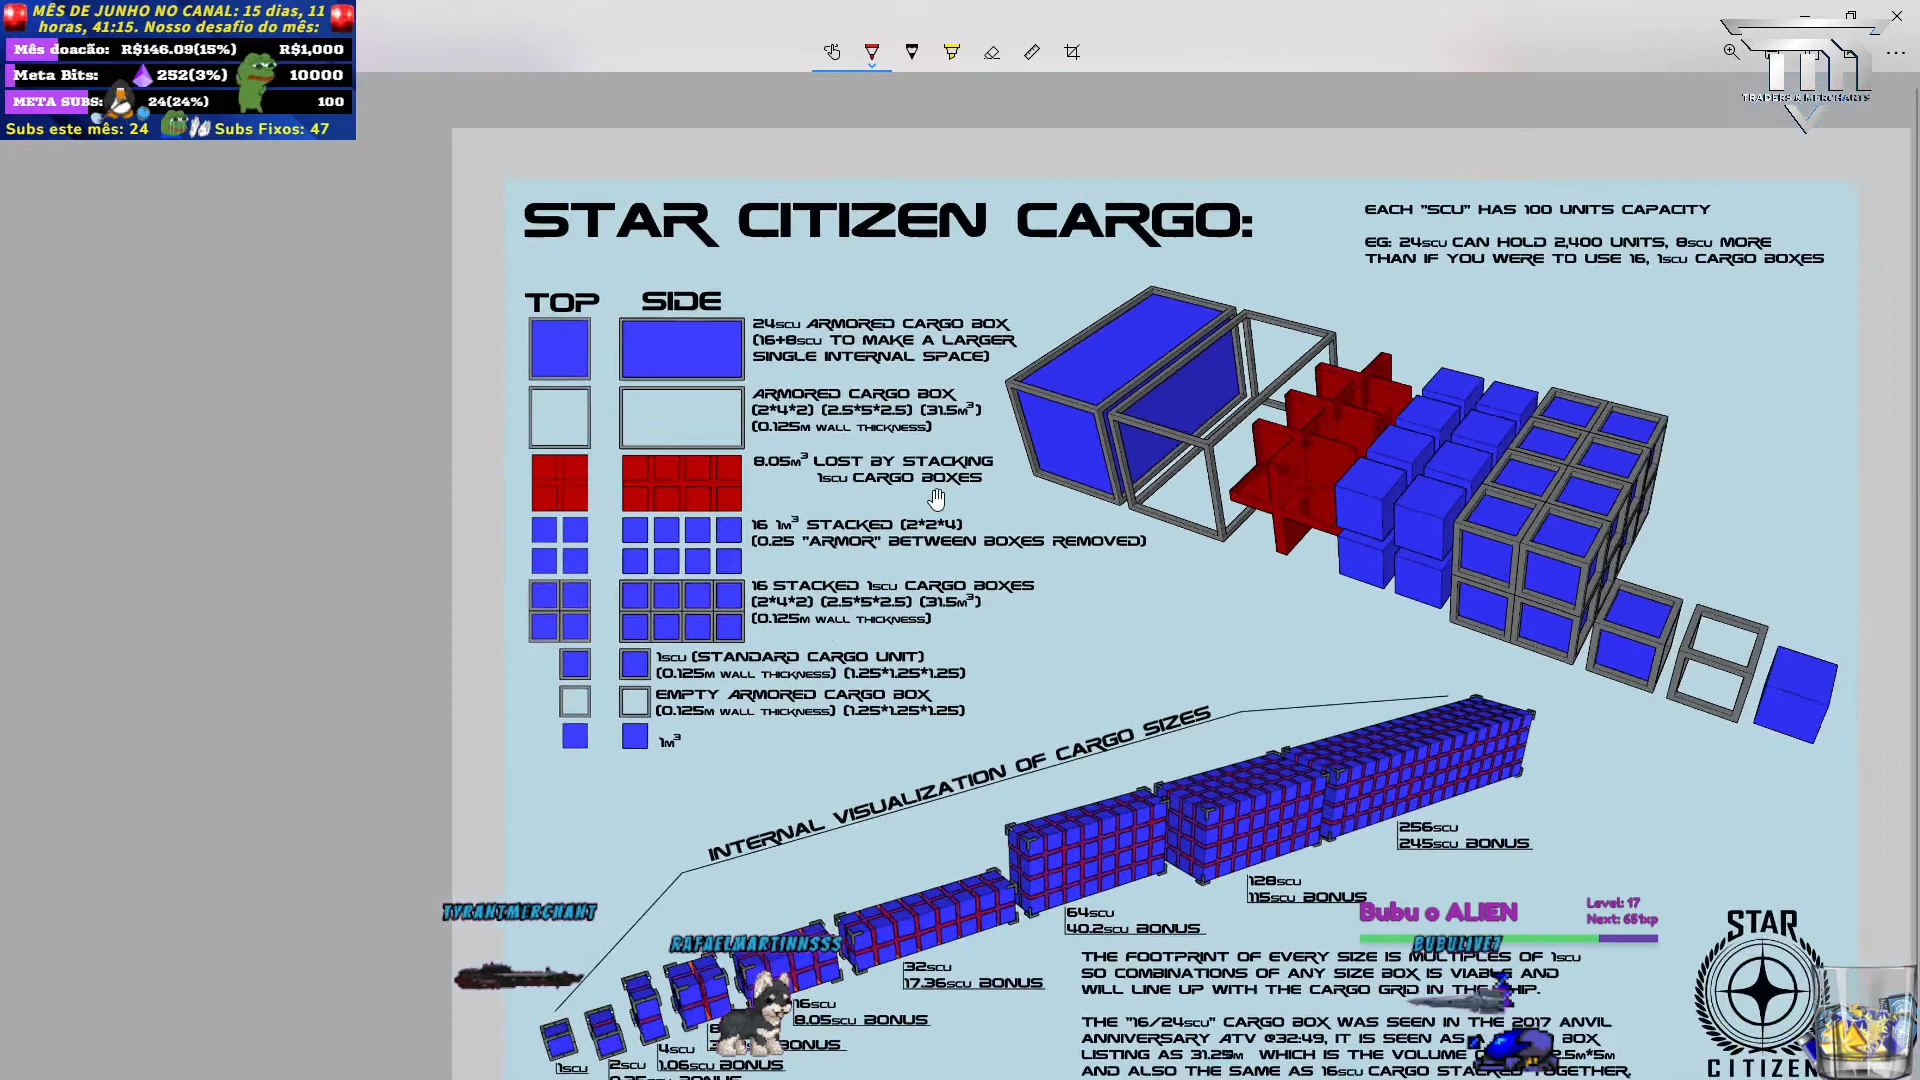 MÊS DE JUNHO NO CANAL: 15 dias, 11
horas, 41:15. Nosso desafio do mês:
Mês doacão: R$146.09(15%) R$1,000
Meta Bits: 252(3%) 10000
META SUBS: 24(24%) 100
Subs este mês: 24 Subs Fixos: 47
TRADERS & MERCHANTS
STAR CITIZEN CARGO:
EACH "SCU" HAS 100 UNITS CAPACITY
EG: 24SCU CAN HOLD 2,400 UNITS, 8SCU MORE
THAN IF YOU WERE TO USE 16, 1SCU CARGO BOXES
TOP SIDE
24SCU ARMORED CARGO BOX
(16+8SCU TO MAKE A LARGER
SINGLE INTERNAL SPACE)
ARMORED CARGO BOX
(2*4*2) (2.5*5*2.5) (31.5M³)
(0.125M WALL THICKNESS)
8.05M³ LOST BY STACKING
1SCU CARGO BOXES
16 1M³ STACKED (2*2*4)
(0.25 "ARMOR" BETWEEN BOXES REMOVED)
16 STACKED 1SCU CARGO BOXES
(2*4*2) (2.5*5*2.5) (31.5M³)
(0.125M WALL THICKNESS)
1SCU (STANDARD CARGO UNIT)
(0.125M WALL THICKNESS) (1.25*1.25*1.25)
EMPTY ARMORED CARGO BOX
(0.125M WALL THICKNESS) (1.25*1.25*1.25)
1M³
INTERNAL VISUALIZATION OF CARGO SIZES
256SCU
245SCU BONUS
128SCU
115SCU BONUS
64SCU
40.2SCU BONUS
32SCU
17.36SCU BONUS
16SCU
8.05SCU BONUS
BONUS
4SCU
1.06SCU BONUS
2SCU
BONUS
1SCU
TYRANTMERCHANT
RAFAELMARTINNSSS
Bubu o ALIEN
Level: 17
Next: 651xp
BUBULIVE7
THE FOOTPRINT OF EVERY SIZE IS MULTIPLES OF 1SCU
SO COMBINATIONS OF ANY SIZE BOX IS VIABLE AND
WILL LINE UP WITH THE CARGO GRID IN THE SHIP.
THE "16/24SCU" CARGO BOX WAS SEEN IN THE 2017 ANVIL
ANNIVERSARY ATV @32:49, IT IS SEEN AS A
LISTING AS 31.25M WHICH IS THE VOLUME
AND ALSO THE SAME AS 16SCU CARGO STACKED TOGETHER,
STAR
CITIZEN